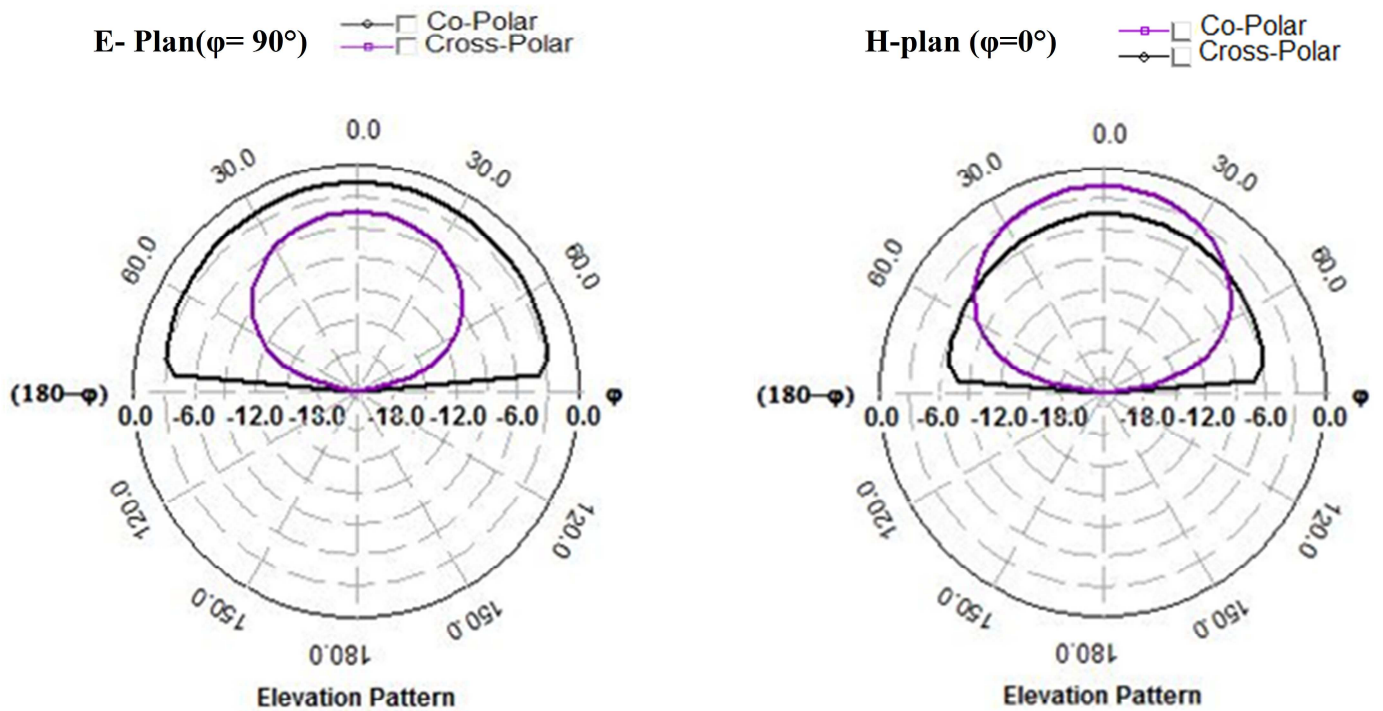 E- Plan(φ= 90°)
Co-Polar
Cross-Polar
0.0
30.0
30.0
60.0
60.0
(180—φ)
φ
0.0 -6.0 -12.0 -18.0 -18.0 -12.0 -6.0 0.0
120.0
120.0
150.0
150.0
180.0
Elevation Pattern
H-plan (φ=0°)
Co-Polar
Cross-Polar
0.0
30.0
30.0
60.0
60.0
(180—φ)
φ
0.0 -6.0 -12.0 -18.0 -18.0 -12.0 -6.0 0.0
120.0
120.0
150.0
150.0
180.0
Elevation Pattern